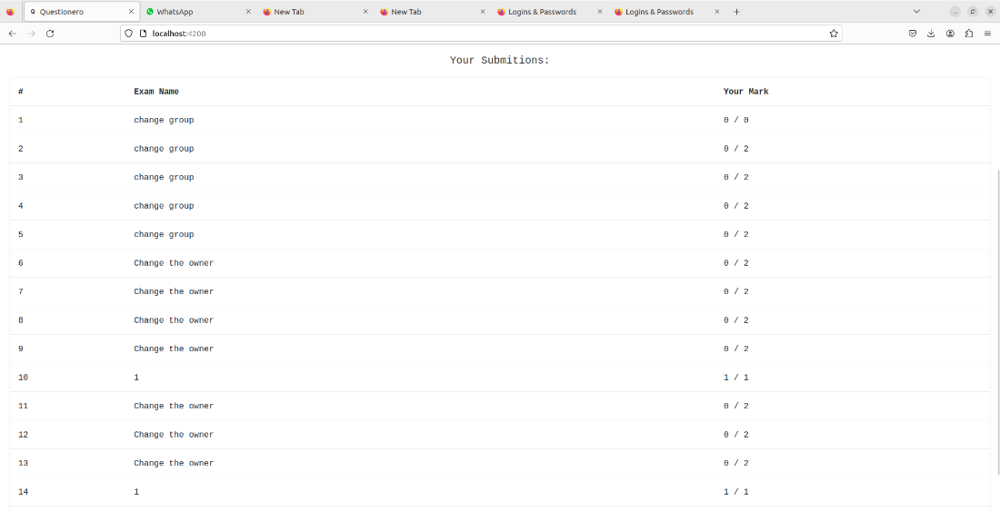 Questionero WhatsApp New Tab New Tab Logins & Passwords Logins & Passwords
localhost:4200
Your Submitions:
# Exam Name Your Mark
1 change group 0 / 0
2 change group 0 / 2
3 change group 0 / 2
4 change group 0 / 2
5 change group 0 / 2
6 Change the owner 0 / 2
7 Change the owner 0 / 2
8 Change the owner 0 / 2
9 Change the owner 0 / 2
10 1 1 / 1
11 Change the owner 0 / 2
12 Change the owner 0 / 2
13 Change the owner 0 / 2
14 1 1 / 1